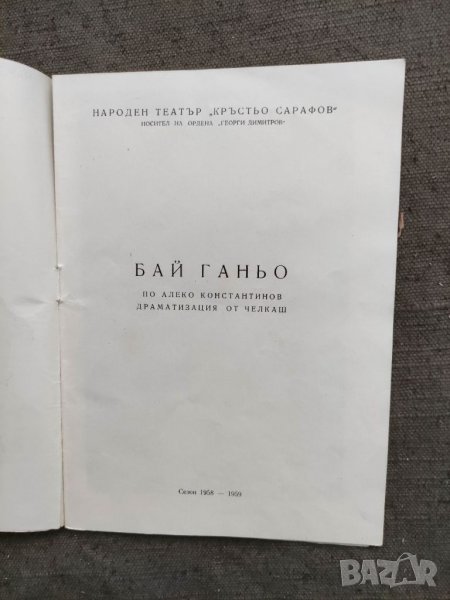 НАРОДЕН ТЕАТЪР „КРЪСТЬО САРАФОВ“
НОСИТЕЛ НА ОРДЕНА „ГЕОРГИ ДИМИТРОВ“
БАЙ ГАНЬО
ПО АЛЕКО КОНСТАНТИНОВ
ДРАМАТИЗАЦИЯ ОТ ЧЕЛКАШ
Сезон 1958 — 1959
BAZAR